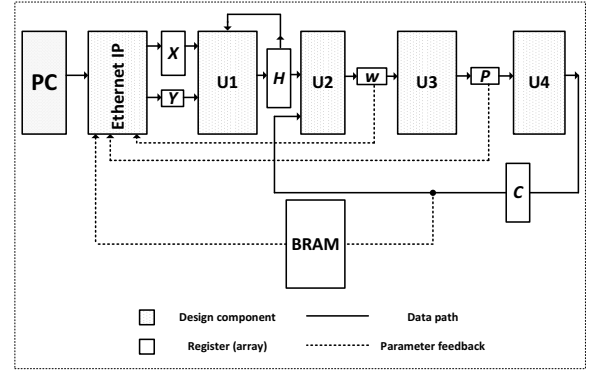 PC
Ethernet IP
X
Y
U1
H
U2
w
U3
P
U4
C
BRAM
Design component
Data path
Register (array)
Parameter feedback